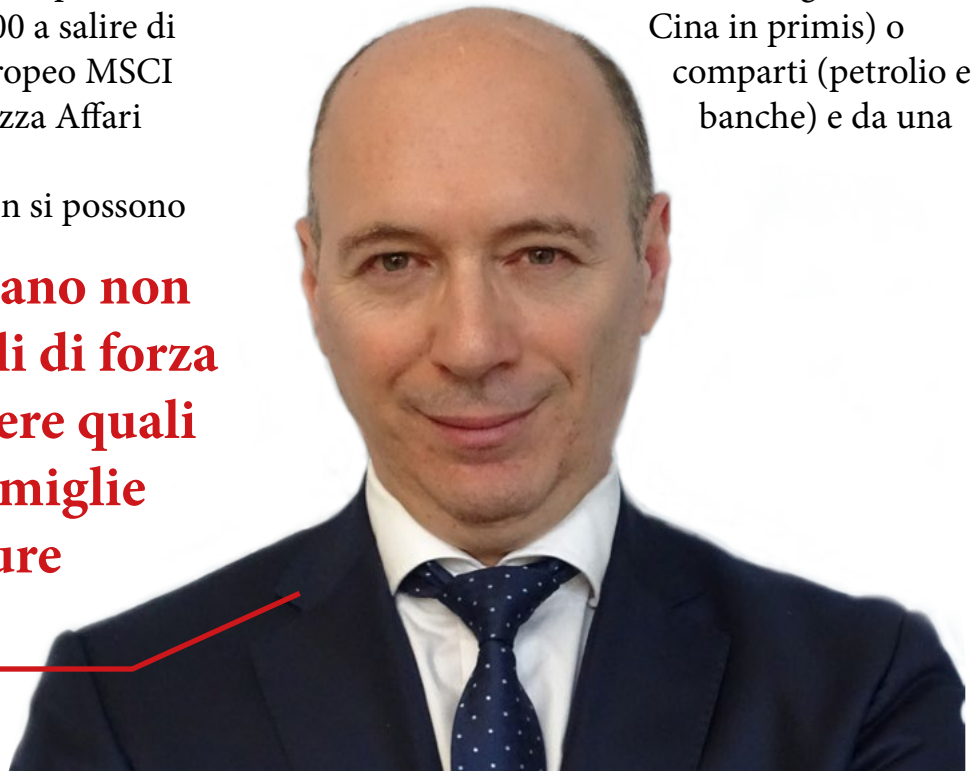 00 a salire di
ropeo MSCI
zza Affari
n si possono
ano non
li di forza
ere quali
miglie
ure
Cina in primis) o
comparti (petrolio e
banche) e da una